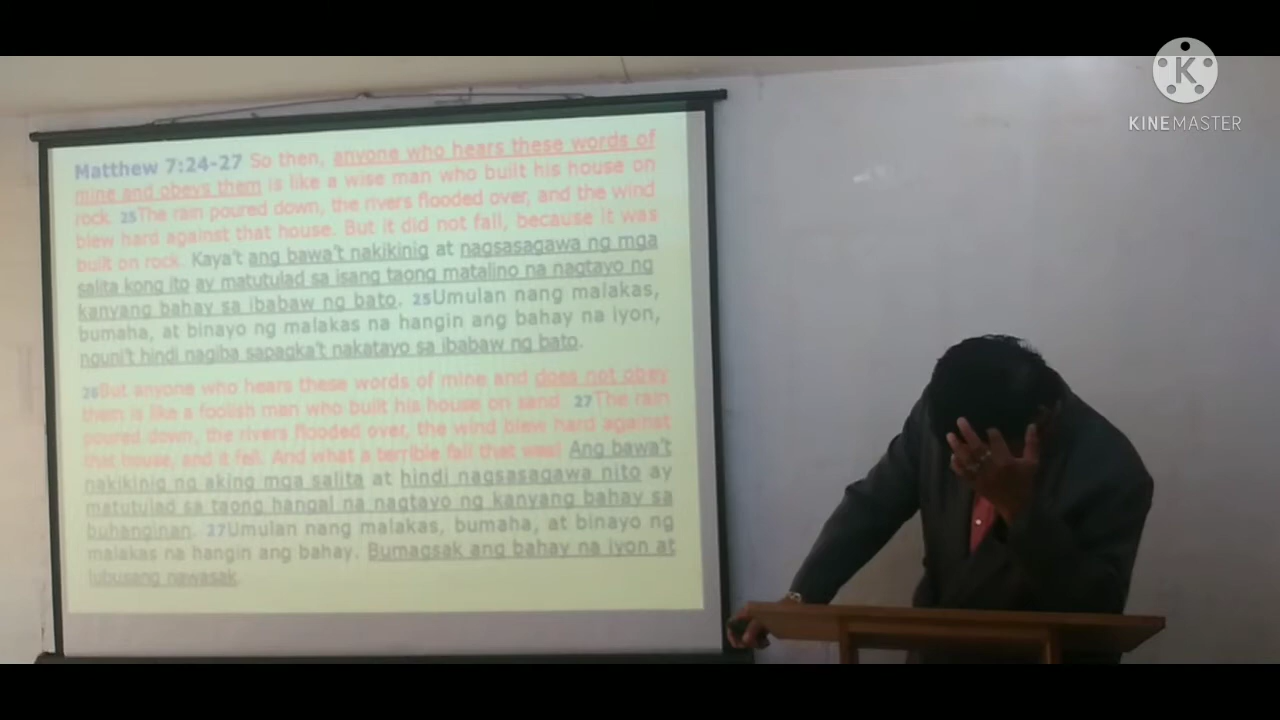 Matthew 7:24-27 So then, anyone who hears these words of
mine and obeys them is like a wise man who built his house on
rock. 25The rain poured down, the rivers flooded over, and the wind
blew hard against that house. But it did not fall, because it was
built on rock. Kaya't ang bawa't nakikinig at nagsasagawa ng mga
salita kong ito ay matutulad sa isang taong matalino na nagtayo ng
kanyang bahay sa ibabaw ng bato. 25Umulan nang malakas,
bumaha, at binayo ng malakas na hangin ang bahay na iyon,
nguni't hindi nagiba sapagka't nakatayo sa ibabaw ng bato.
26But anyone who hears these words of mine and does not obey
them is like a foolish man who built his house on sand. 27The rain
poured down, the rivers flooded over, the wind blew hard against
that house, and it fell. And what a terrible fall that was! Ang bawa't
nakikinig ng aking mga salita at hindi nagsasagawa nito ay
matutulad sa taong hangal na nagtayo ng kanyang bahay sa
buhanginan. 27Umulan nang malakas, bumaha, at binayo ng
malakas na hangin ang bahay. Bumagsak ang bahay na iyon at
lubusang nawasak.
K
KINEMASTER